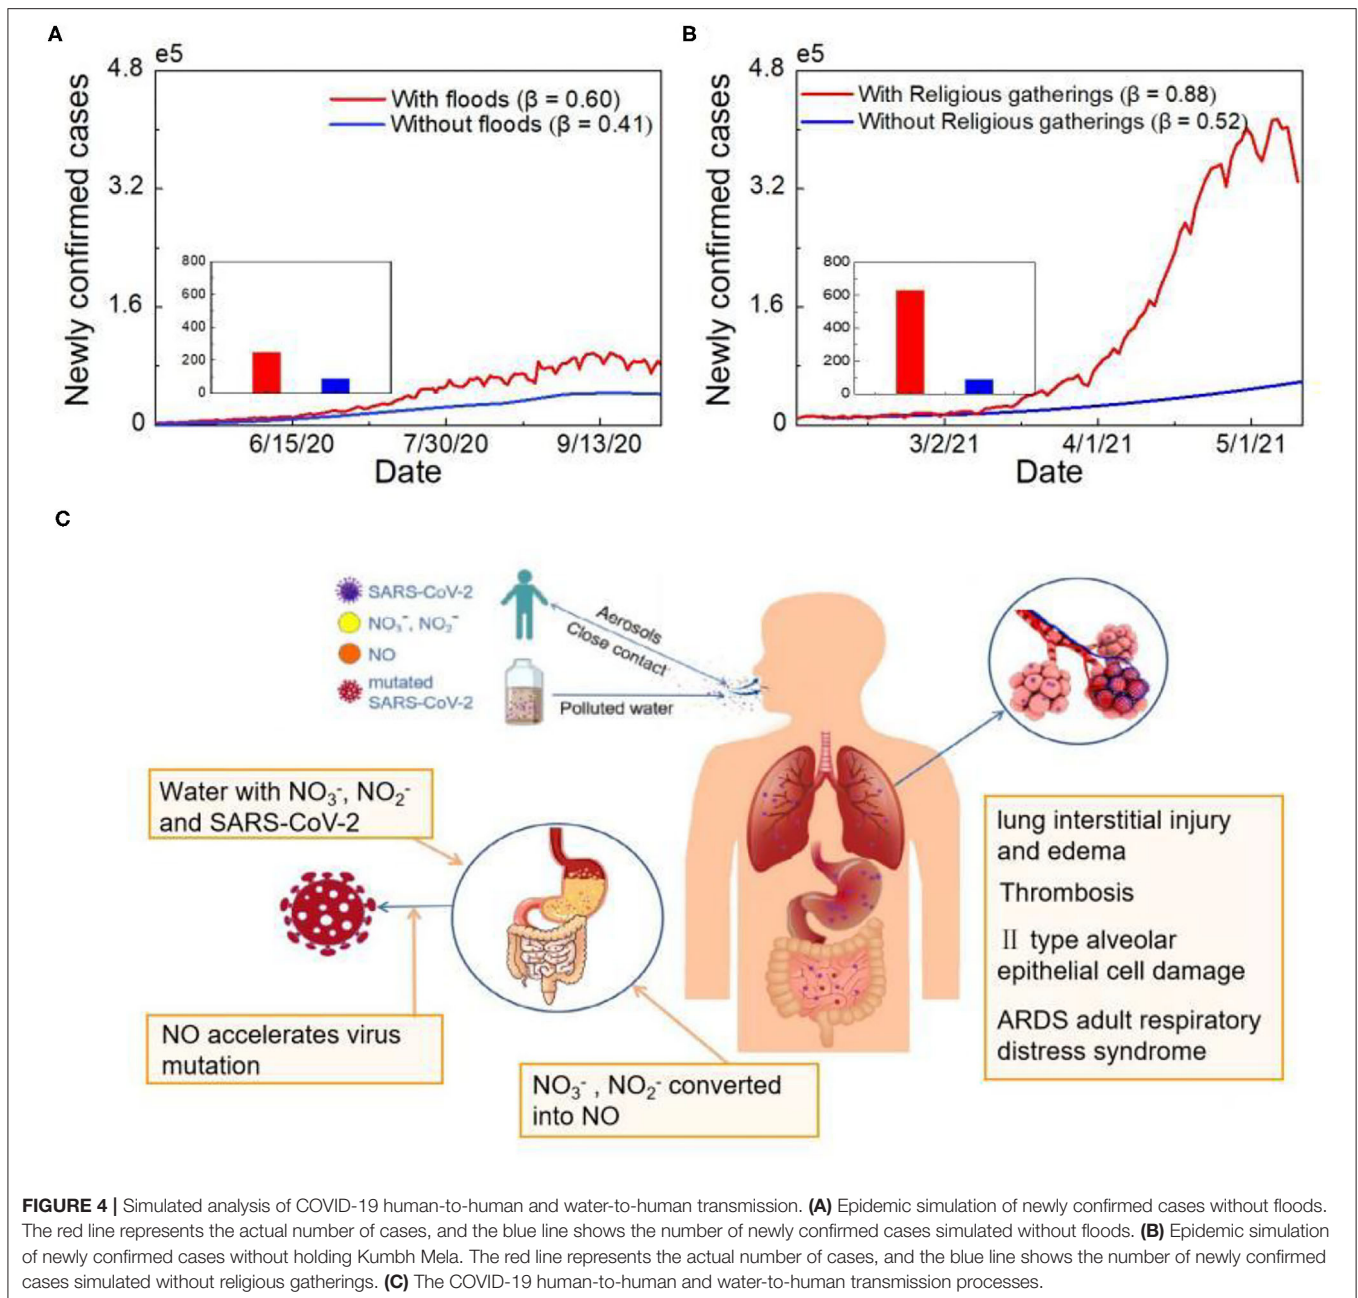 A
e5
4.8
3.2
1.6
0
Newly confirmed cases
With floods (β = 0.60)
Without floods (β = 0.41)
800
600
400
200
0
6/15/20
7/30/20
9/13/20
Date
B
e5
4.8
3.2
1.6
0
Newly confirmed cases
With Religious gatherings (β = 0.88)
Without Religious gatherings (β = 0.52)
800
600
400
200
0
3/2/21
4/1/21
5/1/21
Date
C
SARS-CoV-2
NO₃⁻, NO₂⁻
NO
mutated
SARS-CoV-2
Aerosols
Close contact
Polluted water
Water with NO₃⁻, NO₂⁻
and SARS-CoV-2
NO accelerates virus
mutation
NO₃⁻ , NO₂⁻ converted
into NO
lung interstitial injury
and edema
Thrombosis
Ⅱ type alveolar
epithelial cell damage
ARDS adult respiratory
distress syndrome
FIGURE 4 | Simulated analysis of COVID-19 human-to-human and water-to-human transmission. (A) Epidemic simulation of newly confirmed cases without floods.
The red line represents the actual number of cases, and the blue line shows the number of newly confirmed cases simulated without floods. (B) Epidemic simulation
of newly confirmed cases without holding Kumbh Mela. The red line represents the actual number of cases, and the blue line shows the number of newly confirmed
cases simulated without religious gatherings. (C) The COVID-19 human-to-human and water-to-human transmission processes.